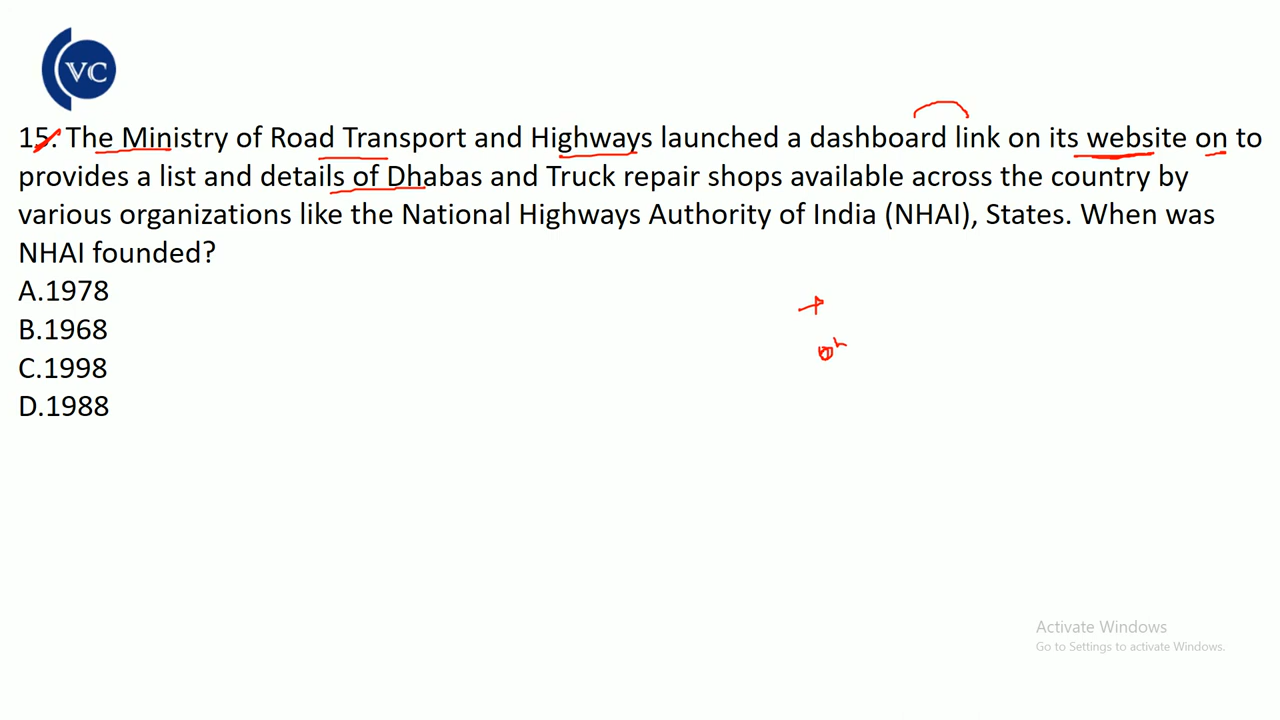 VC
15. The Ministry of Road Transport and Highways launched a dashboard link on its website on to
provides a list and details of Dhabas and Truck repair shops available across the country by
various organizations like the National Highways Authority of India (NHAI), States. When was
NHAI founded?
A.1978
B.1968
C.1998
D.1988
Activate Windows
Go to Settings to activate Windows.